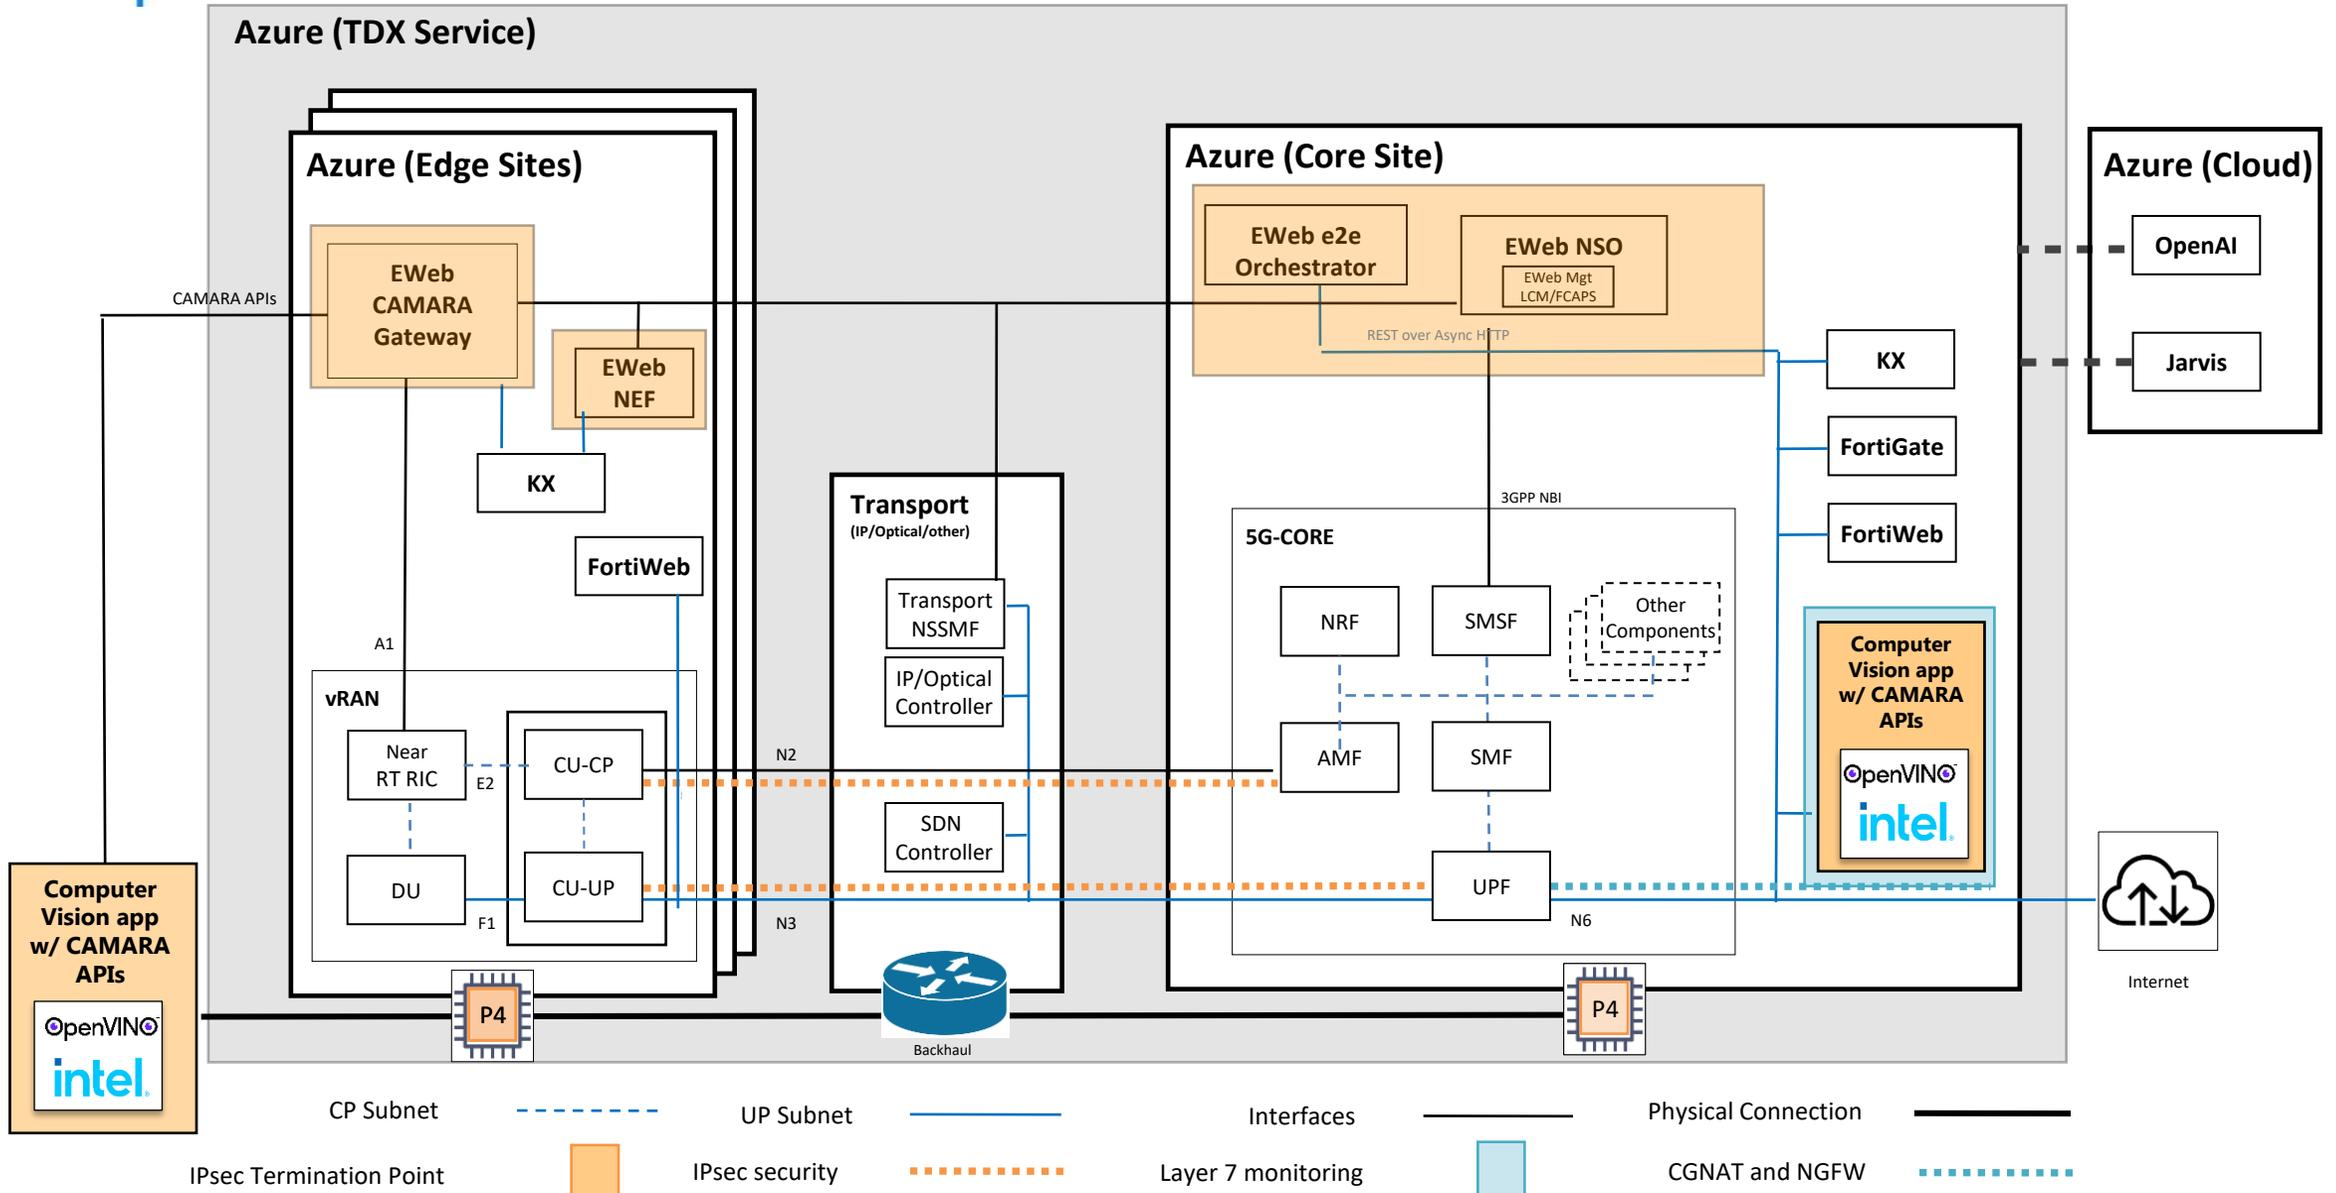 Azure (TDX Service)
Azure (Edge Sites)
EWeb
CAMARA
Gateway
CAMARA APIs
EWeb
NEF
KX
FortiWeb
A1
vRAN
Near
RT RIC
E2
CU-CP
DU
F1
CU-UP
N2
N3
Transport
(IP/Optical/other)
Transport
NSSMF
IP/Optical
Controller
SDN
Controller
Backhaul
Azure (Core Site)
EWeb e2e
Orchestrator
EWeb NSO
EWeb Mgt
LCM/FCAPS
REST over Async HTTP
3GPP NBI
5G-CORE
NRF
SMSF
Other
Components
AMF
SMF
UPF
N6
KX
FortiGate
FortiWeb
Computer
Vision app
w/ CAMARA
APIs
OpenVINO
intel.
Azure (Cloud)
OpenAI
Jarvis
Internet
Computer
Vision app
w/ CAMARA
APIs
OpenVINO
intel.
P4
P4
CP Subnet
UP Subnet
Interfaces
Physical Connection
IPsec Termination Point
IPsec security
Layer 7 monitoring
CGNAT and NGFW